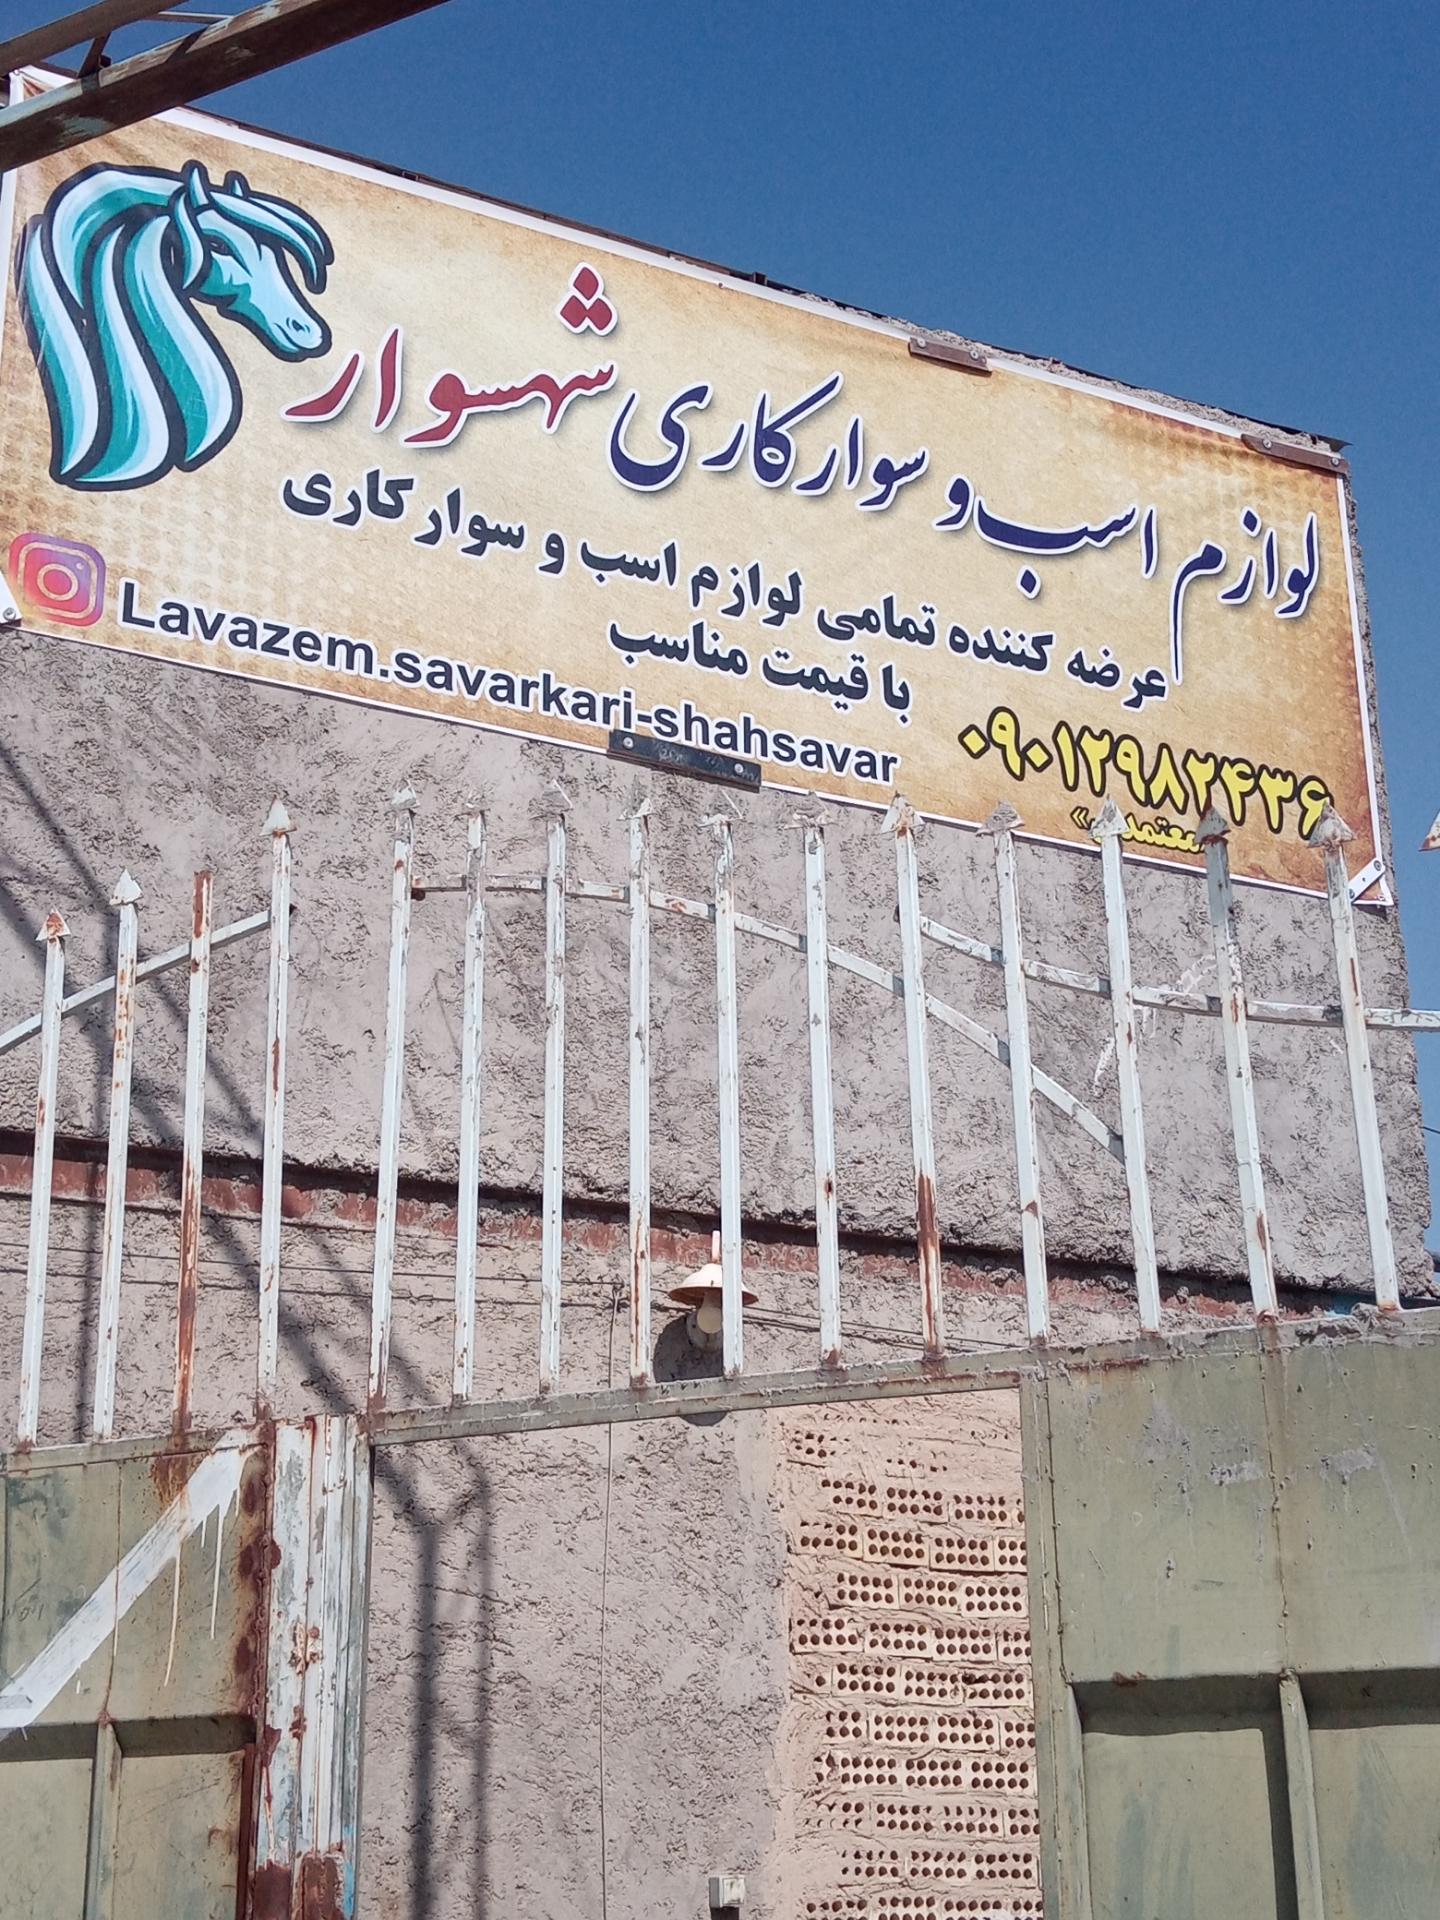 لوازم اسب و سوارکاری شهسوار
عرضه کننده تمامی لوازم اسب و سوارکاری
با قیمت مناسب
Lavazem.savarkari-shahsavar
۰۹۰۱۲۹۸۲۴۳۶